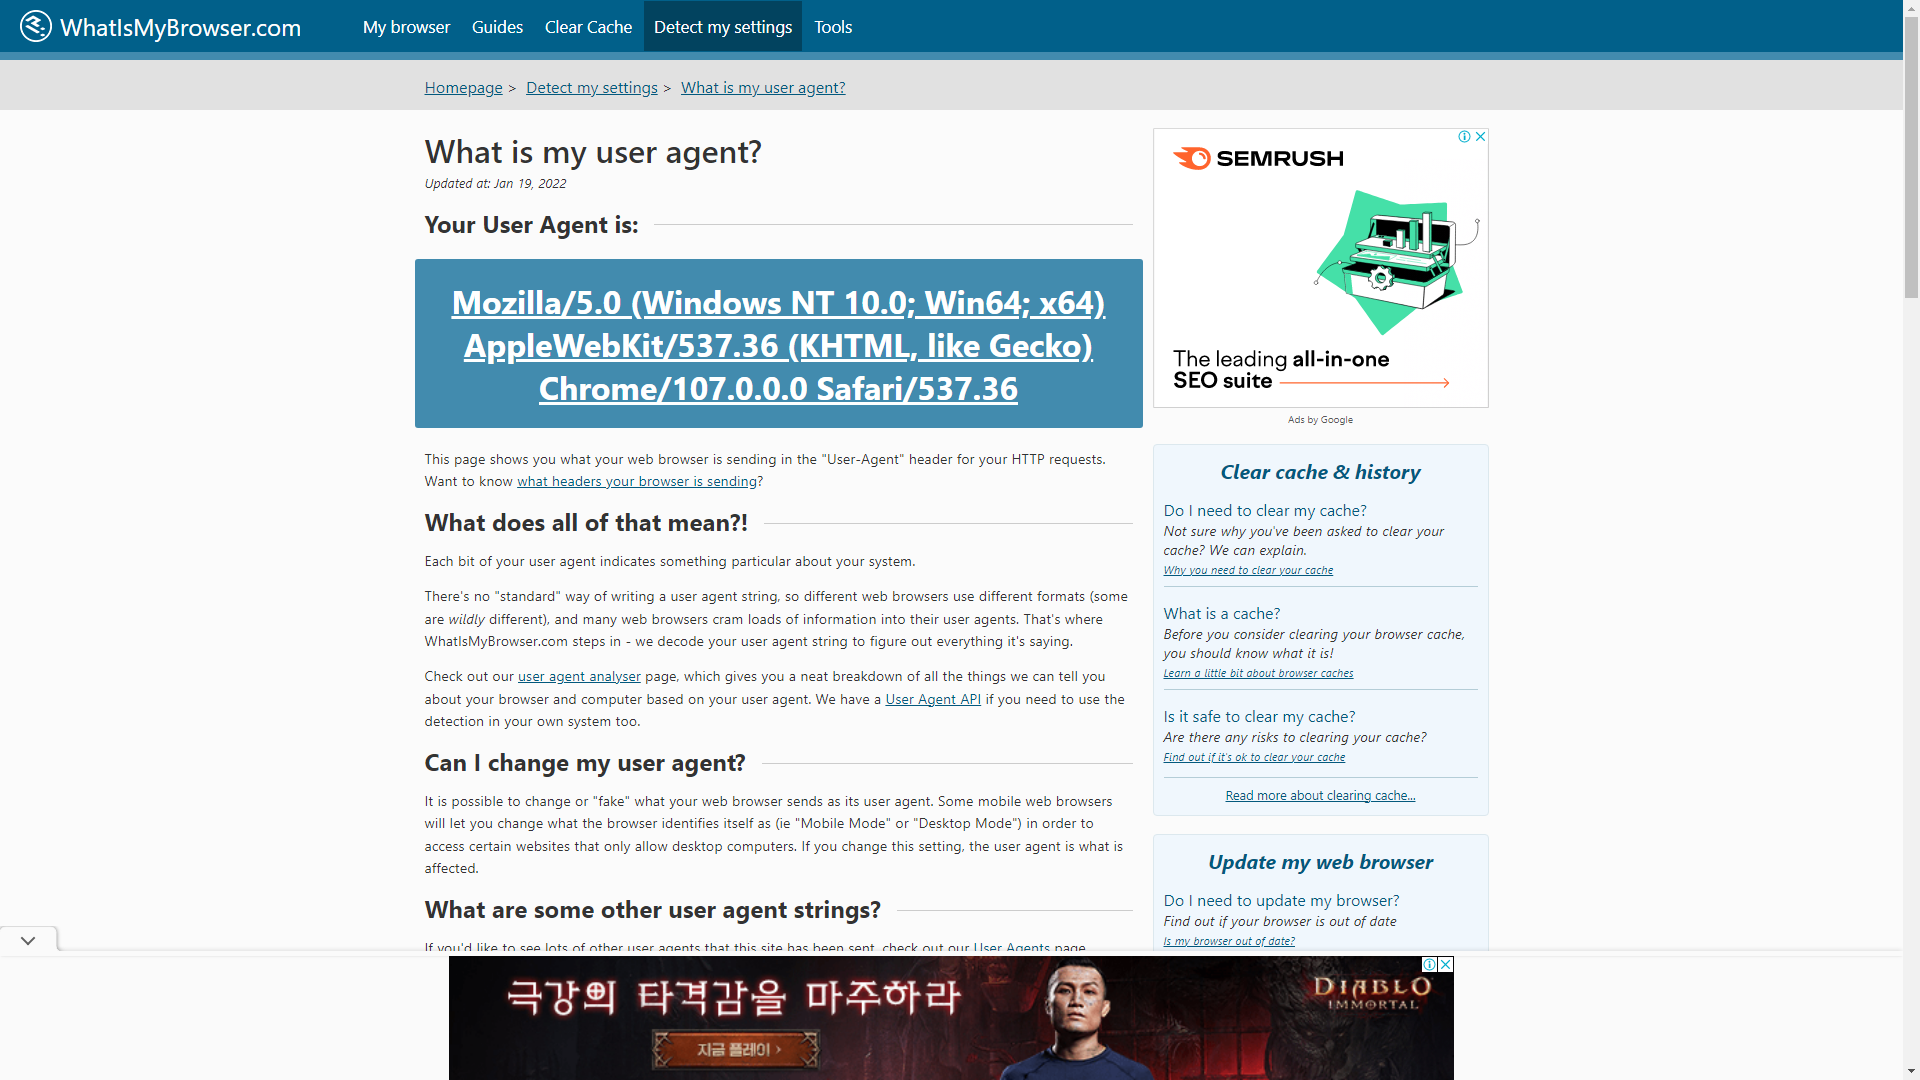 WhatIsMyBrowser.com
My browser
Guides
Clear Cache
Detect my settings
Tools
Homepage > Detect my settings > What is my user agent?
What is my user agent?
Updated at: Jan 19, 2022
Your User Agent is:
Mozilla/5.0 (Windows NT 10.0; Win64; x64)
AppleWebKit/537.36 (KHTML, like Gecko)
Chrome/107.0.0.0 Safari/537.36
This page shows you what your web browser is sending in the "User-Agent" header for your HTTP requests.
Want to know what headers your browser is sending?
What does all of that mean?!
Each bit of your user agent indicates something particular about your system.
There's no "standard" way of writing a user agent string, so different web browsers use different formats (some
are wildly different), and many web browsers cram loads of information into their user agents. That's where
WhatIsMyBrowser.com steps in - we decode your user agent string to figure out everything it's saying.
Check out our user agent analyser page, which gives you a neat breakdown of all the things we can tell you
about your browser and computer based on your user agent. We have a User Agent API if you need to use the
detection in your own system too.
Can I change my user agent?
It is possible to change or "fake" what your web browser sends as its user agent. Some mobile web browsers
will let you change what the browser identifies itself as (ie "Mobile Mode" or "Desktop Mode") in order to
access certain websites that only allow desktop computers. If you change this setting, the user agent is what is
affected.
What are some other user agent strings?
If you'd like to see lots of other user agents that this site has been sent, check out our User Agents page
SEMRUSH
The leading all-in-one
SEO suite
Ads by Google
Clear cache & history
Do I need to clear my cache?
Not sure why you've been asked to clear your
cache? We can explain.
Why you need to clear your cache
What is a cache?
Before you consider clearing your browser cache,
you should know what it is!
Learn a little bit about browser caches
Is it safe to clear my cache?
Are there any risks to clearing your cache?
Find out if it's ok to clear your cache
Read more about clearing cache...
Update my web browser
Do I need to update my browser?
Find out if your browser is out of date
Is my browser out of date?
극강의 타격감을 마주하라
지금 플레이 ›
DIABLO
IMMORTAL